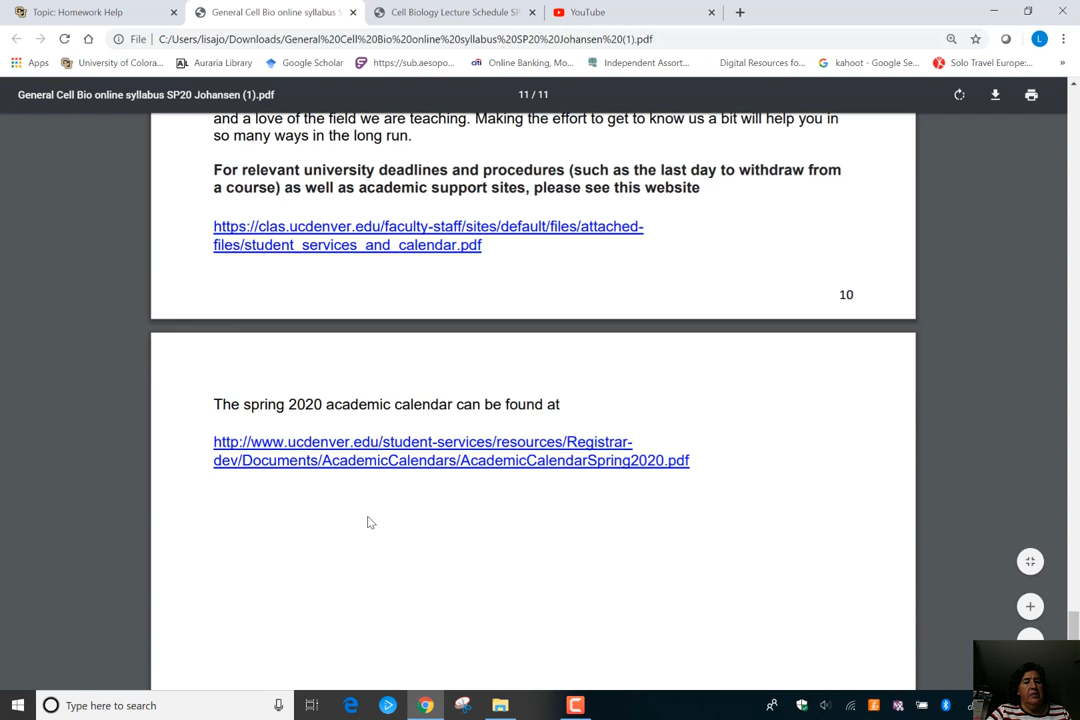 Topic: Homework Help
General Cell Bio online syllabus S
Cell Biology Lecture Schedule SP
YouTube
File
C:/Users/lisajo/Downloads/General%20Cell%20Bio%20online%20syllabus%20SP20%20Johansen%20(1).pdf
L
Apps
University of Colora...
Auraria Library
Google Scholar
https://sub.aesopo...
Online Banking, Mo...
Independent Assort...
Digital Resources fo...
kahoot - Google Se...
Solo Travel Europe:...
General Cell Bio online syllabus SP20 Johansen (1).pdf
11 / 11
and a love of the field we are teaching. Making the effort to get to know us a bit will help you in
so many ways in the long run.
For relevant university deadlines and procedures (such as the last day to withdraw from
a course) as well as academic support sites, please see this website
https://clas.ucdenver.edu/faculty-staff/sites/default/files/attached-
files/student_services_and_calendar.pdf
10
The spring 2020 academic calendar can be found at
http://www.ucdenver.edu/student-services/resources/Registrar-
dev/Documents/AcademicCalendars/AcademicCalendarSpring2020.pdf
Type here to search